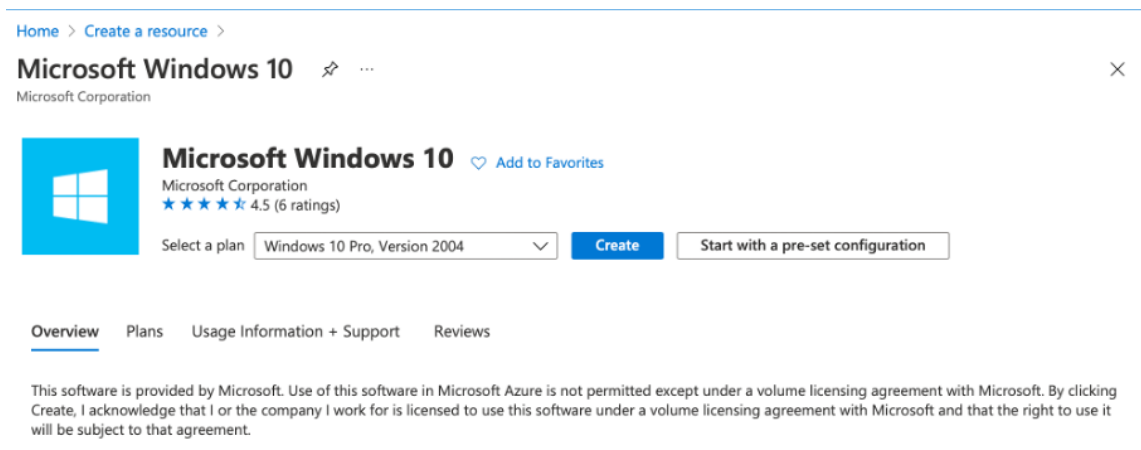 Home > Create a resource >
Microsoft Windows 10
Microsoft Corporation
Microsoft Windows 10 Add to Favorites
Microsoft Corporation
4.5 (6 ratings)
Select a plan Windows 10 Pro, Version 2004 Create Start with a pre-set configuration
Overview Plans Usage Information + Support Reviews
This software is provided by Microsoft. Use of this software in Microsoft Azure is not permitted except under a volume licensing agreement with Microsoft. By clicking
Create, I acknowledge that I or the company I work for is licensed to use this software under a volume licensing agreement with Microsoft and that the right to use it
will be subject to that agreement.